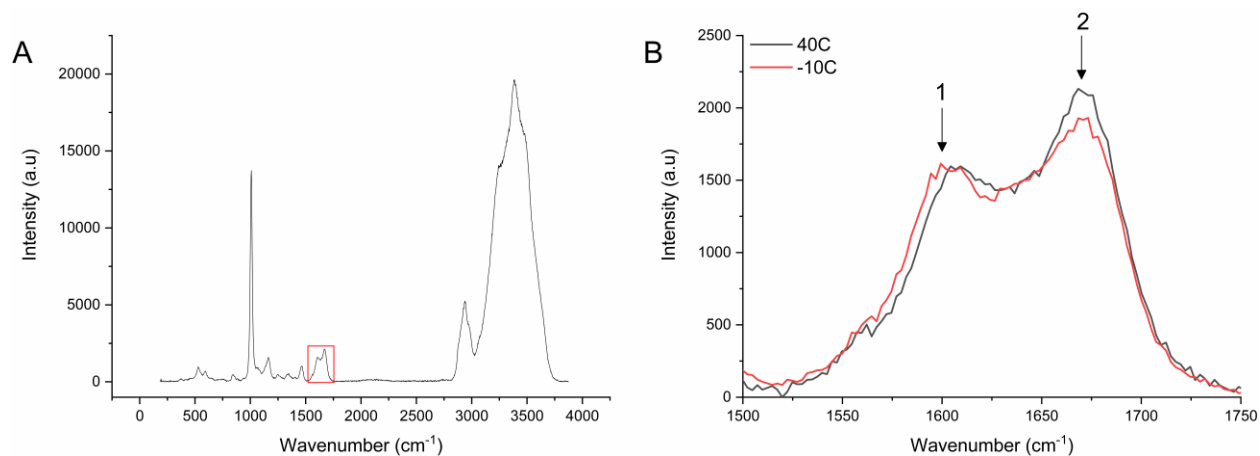 A
Intensity (a.u)
20000
15000
10000
5000
0
0 500 1000 1500 2000 2500 3000 3500 4000
Wavenumber (cm⁻¹)
B
40C
-10C
1
2
Intensity (a.u)
2500
2000
1500
1000
500
0
1500 1550 1600 1650 1700 1750
Wavenumber (cm⁻¹)